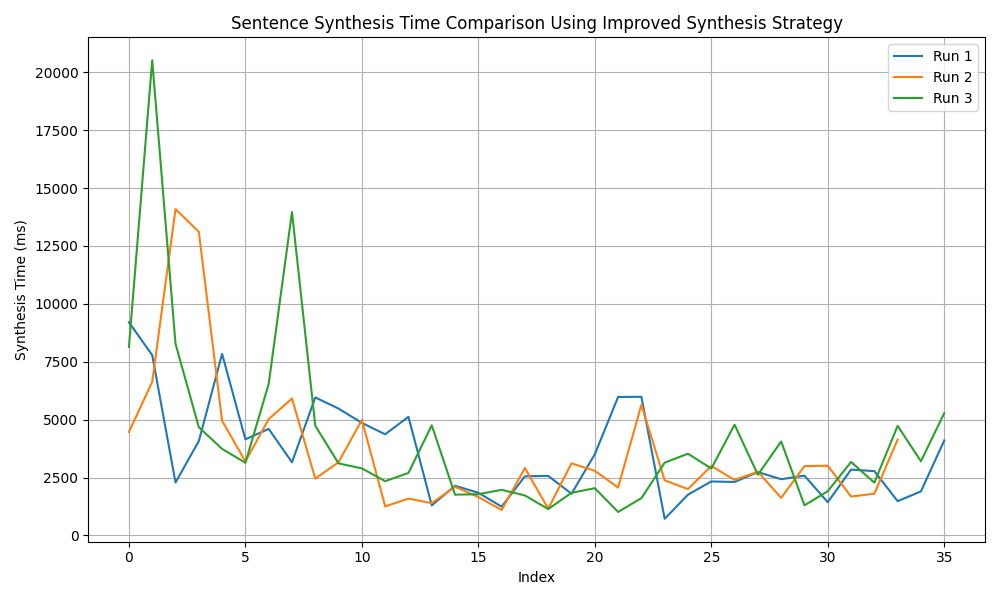 Sentence Synthesis Time Comparison Using Improved Synthesis Strategy
Run 1
Run 2
Run 3
20000
17500
15000
12500
10000
7500
5000
2500
0
Synthesis Time (ms)
0 5 10 15 20 25 30 35
Index